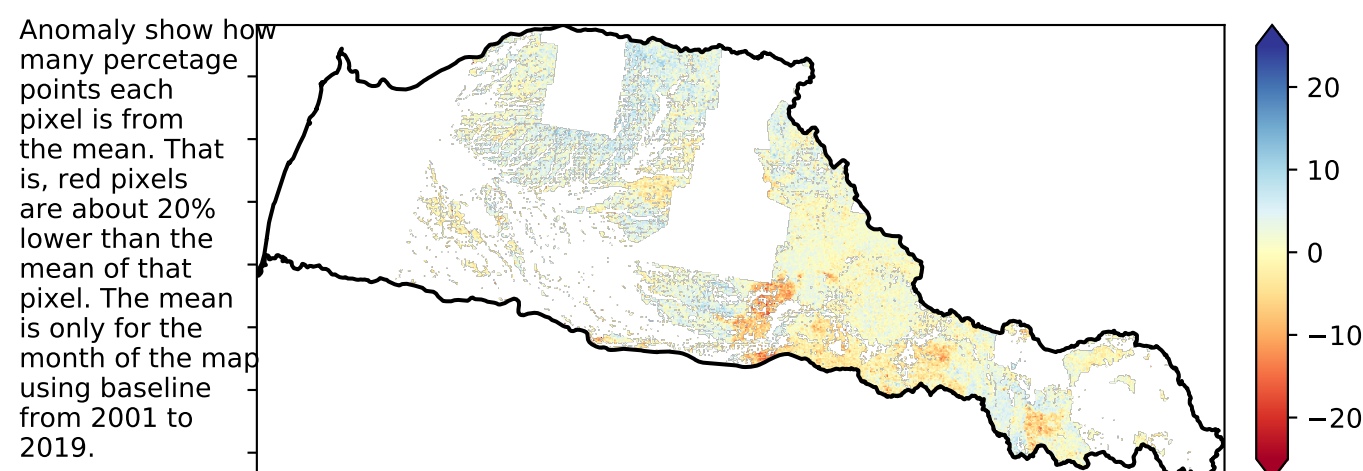 Anomaly show how
many percetage
points each
pixel is from
the mean. That
is, red pixels
are about 20%
lower than the
mean of that
pixel. The mean
is only for the
month of the map
using baseline
from 2001 to
2019.
20
10
0
−10
−20